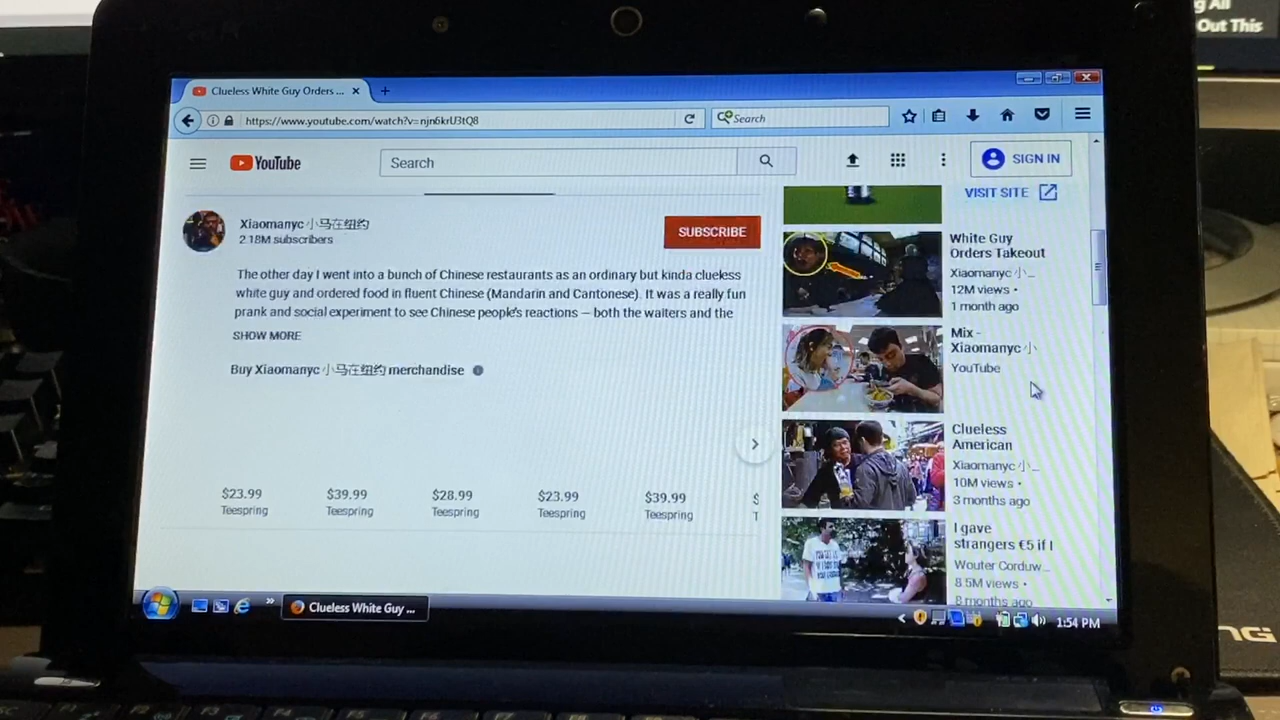 g All
Out This
Clueless White Guy Orders ...
https://www.youtube.com/watch?v=njn6krU3tQ8
Search
YouTube
Search
SIGN IN
VISIT SITE
Xiaomanyc 小马在纽约
2.18M subscribers
SUBSCRIBE
The other day I went into a bunch of Chinese restaurants as an ordinary but kinda clueless
white guy and ordered food in fluent Chinese (Mandarin and Cantonese). It was a really fun
prank and social experiment to see Chinese people's reactions — both the waiters and the
SHOW MORE
Buy Xiaomanyc 小马在纽约 merchandise
$23.99
Teespring
$39.99
Teespring
$28.99
Teespring
$23.99
Teespring
$39.99
Teespring
$
T
White Guy
Orders Takeout
Xiaomanyc 小...
12M views •
1 month ago
Mix -
Xiaomanyc 小
YouTube
Clueless
American
Xiaomanyc 小...
10M views •
3 months ago
I gave
strangers €5 if I
Wouter Corduw...
8.5M views •
8 months ago
Clueless White Guy ...
1:54 PM